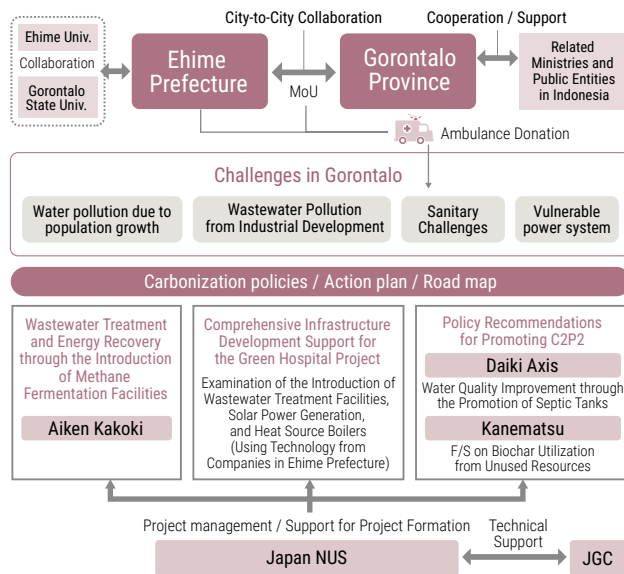 Ehime Univ.
Collaboration
Gorontalo
State Univ.
Ehime
Prefecture
City-to-City Collaboration
MoU
Gorontalo
Province
Cooperation / Support
Related
Ministries and
Public Entities
in Indonesia
Ambulance Donation
Challenges in Gorontalo
Water pollution due to
population growth
Wastewater Pollution
from Industrial Development
Sanitary
Challenges
Vulnerable
power system
Carbonization policies / Action plan / Road map
Wastewater Treatment
and Energy Recovery
through the Introduction
of Methane
Fermentation Facilities
Aiken Kakoki
Comprehensive Infrastructure
Development Support for
the Green Hospital Project
Examination of the Introduction of
Wastewater Treatment Facilities,
Solar Power Generation,
and Heat Source Boilers
(Using Technology from
Companies in Ehime Prefecture)
Policy Recommendations
for Promoting C2P2
Daiki Axis
Water Quality Improvement through
the Promotion of Septic Tanks
Kanematsu
F/S on Biochar Utilization
from Unused Resources
Project management / Support for Project Formation
Japan NUS
Technical
Support
JGC